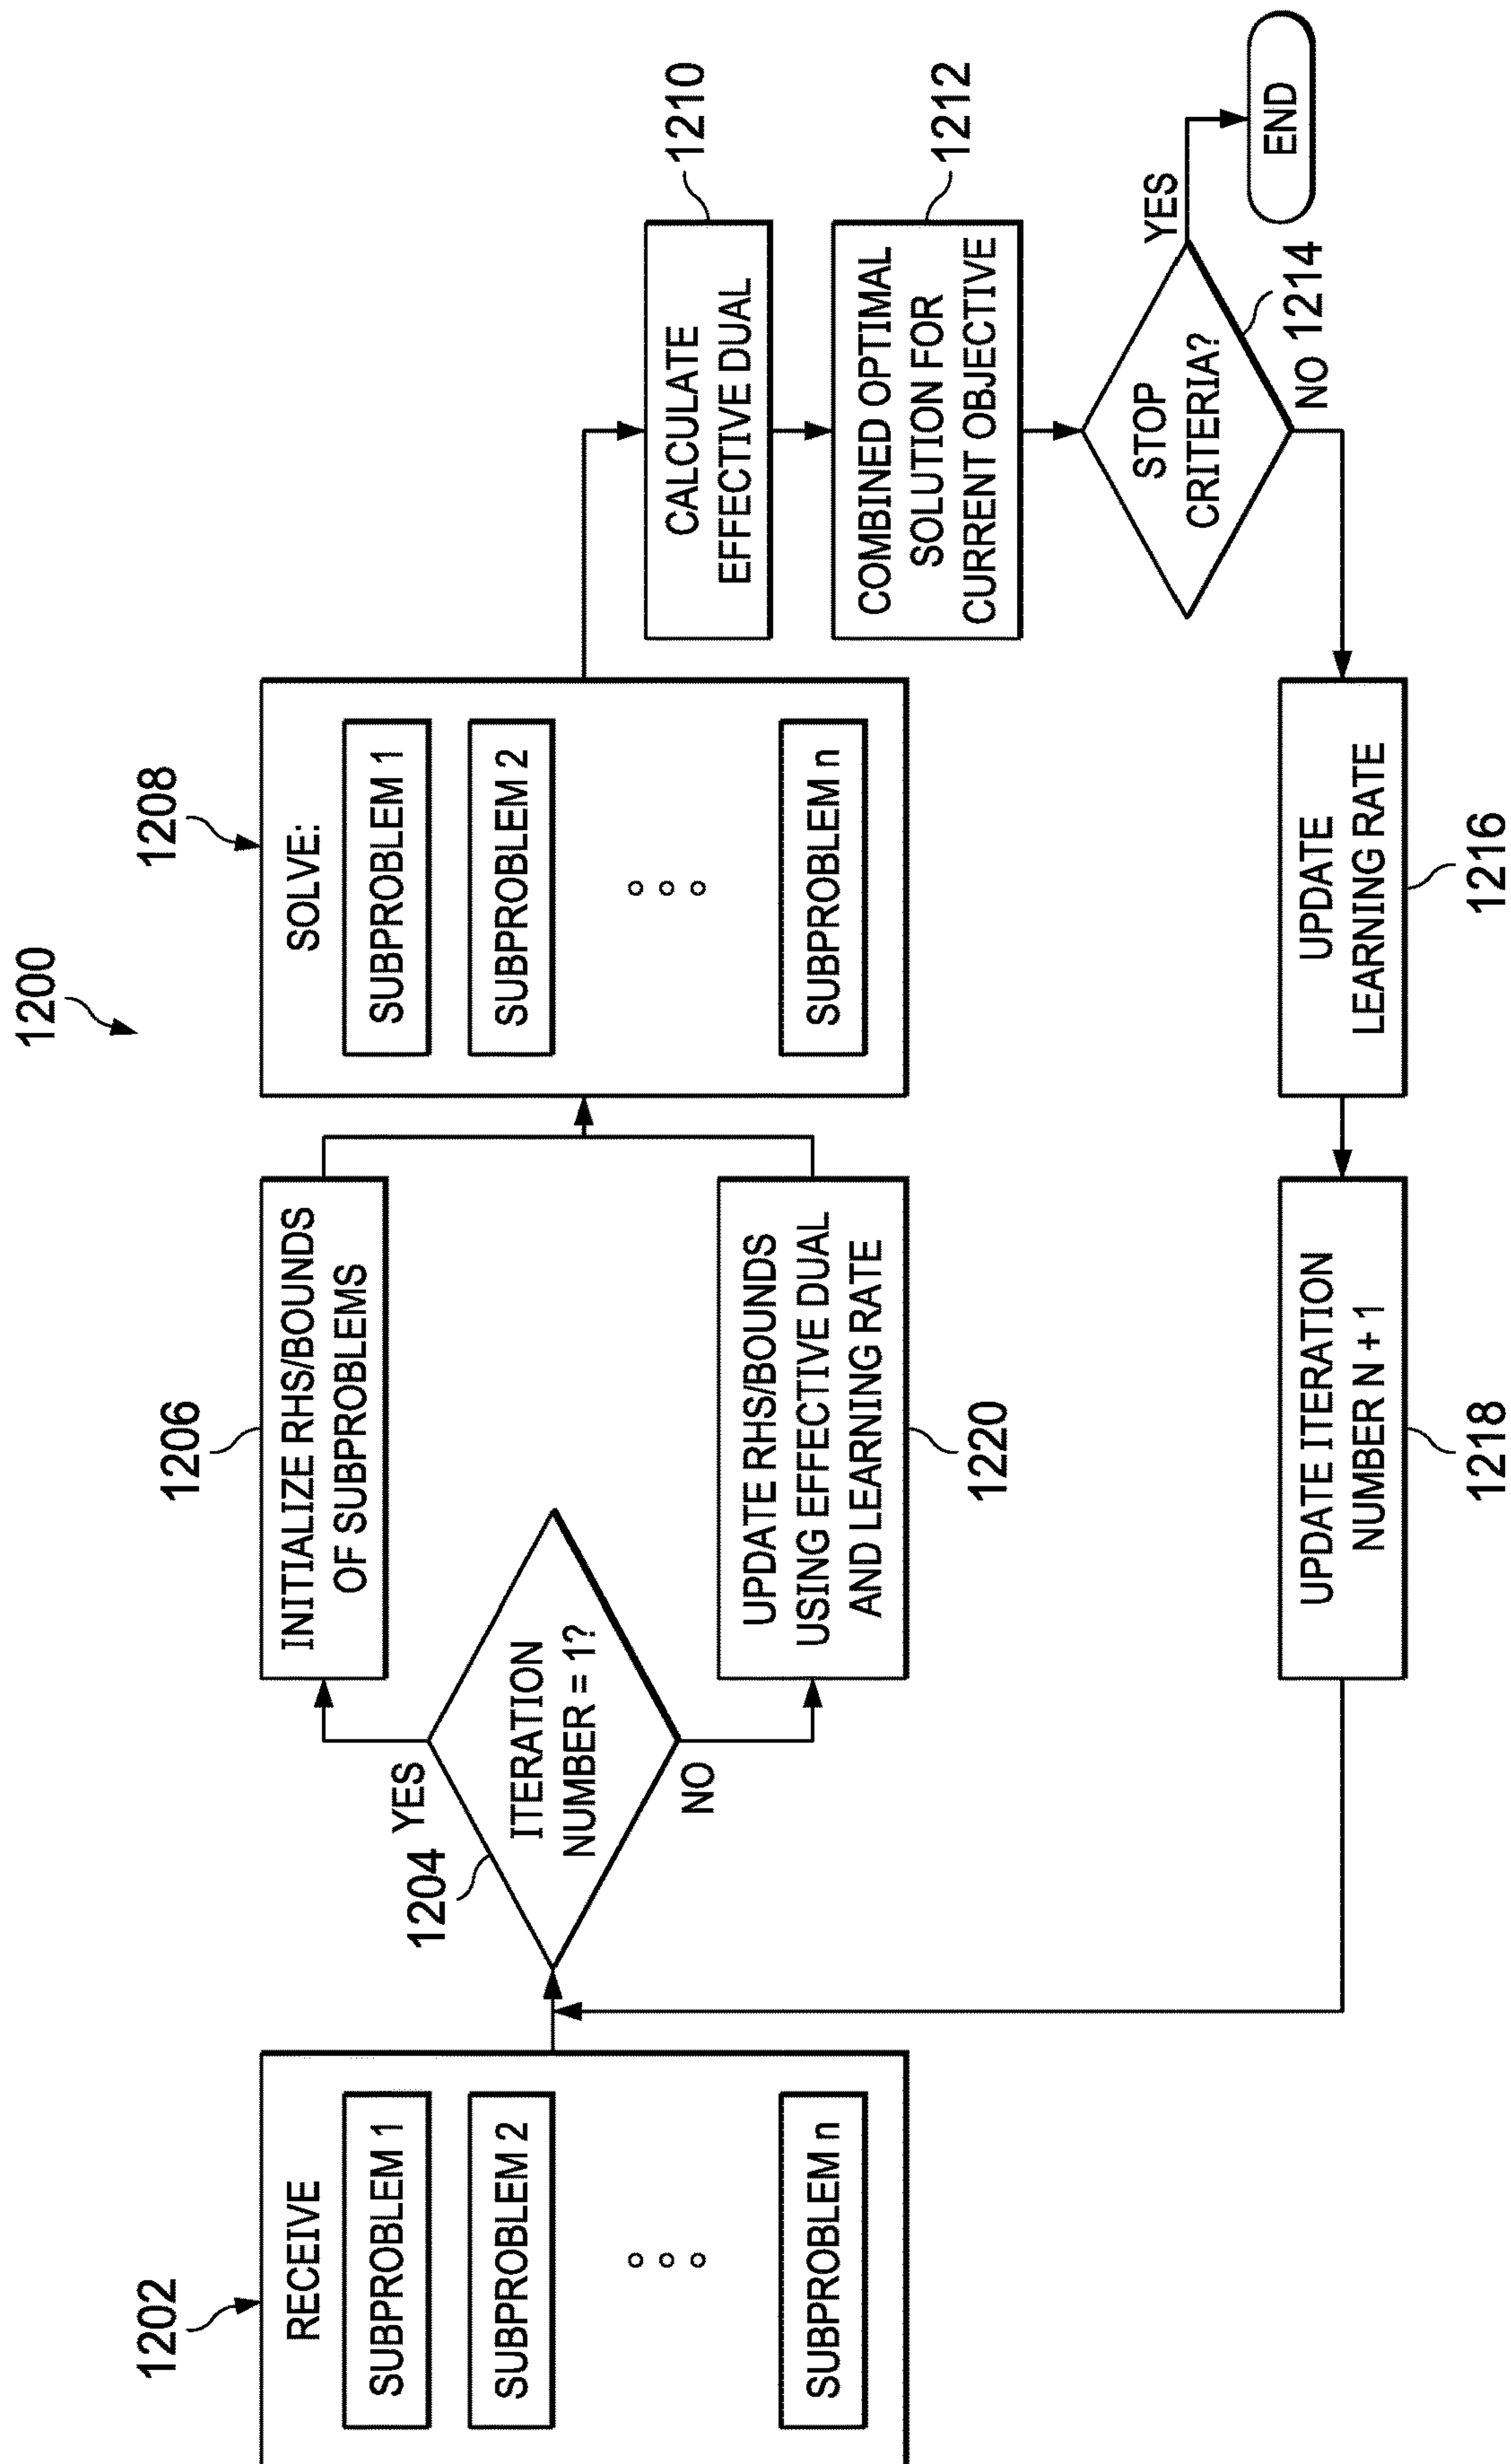 1200
1202
RECEIVE
SUBPROBLEM 1
SUBPROBLEM 2
SUBPROBLEM n
1204
YES
ITERATION
NUMBER = 1?
NO
1206
INITIALIZE RHS/BOUNDS
OF SUBPROBLEMS
UPDATE RHS/BOUNDS
USING EFFECTIVE DUAL
AND LEARNING RATE
1220
1208
SOLVE:
SUBPROBLEM 1
SUBPROBLEM 2
SUBPROBLEM n
CALCULATE
EFFECTIVE DUAL
1210
COMBINED OPTIMAL
SOLUTION FOR
CURRENT OBJECTIVE
1212
STOP
CRITERIA?
YES
END
NO
1214
UPDATE
LEARNING RATE
1216
UPDATE ITERATION
NUMBER N + 1
1218